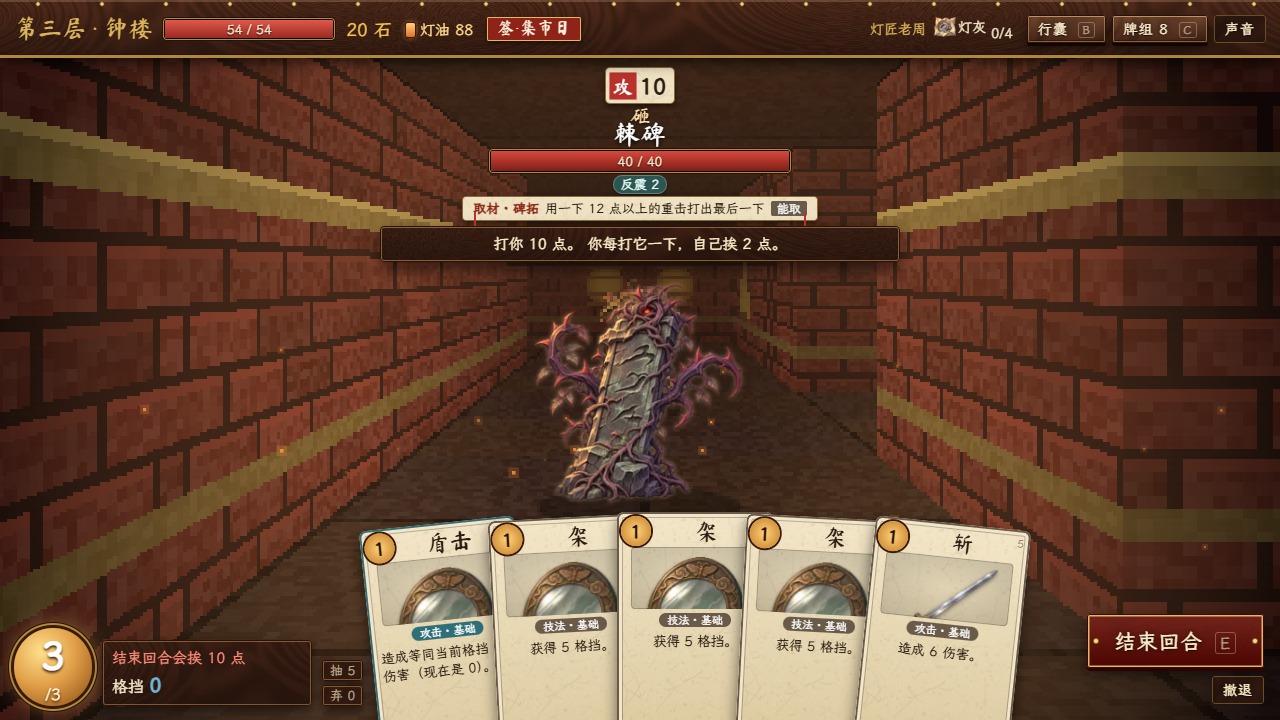 第三层·钟楼
54 / 54
20 石
灯油 88
签·集市日
灯匠老周 灯灰 0/4
行囊 B
牌组 8 C
声音
攻 10
砸
棘碑
40 / 40
反震 2
取材·碑拓 用一下 12 点以上的重击打出最后一下 能取
打你 10 点。 你每打它一下，自己挨 2 点。
1 盾击
攻击·基础
造成等同当前格挡
伤害（现在是 0）。
1 架
技法·基础
获得 5 格挡。
1 架
技法·基础
获得 5 格挡。
1 架
技法·基础
获得 5 格挡。
1 斩 5
攻击·基础
造成 6 伤害。
3
/3
结束回合会挨 10 点
格挡 0
抽 5
弃 0
结束回合 E
撤退